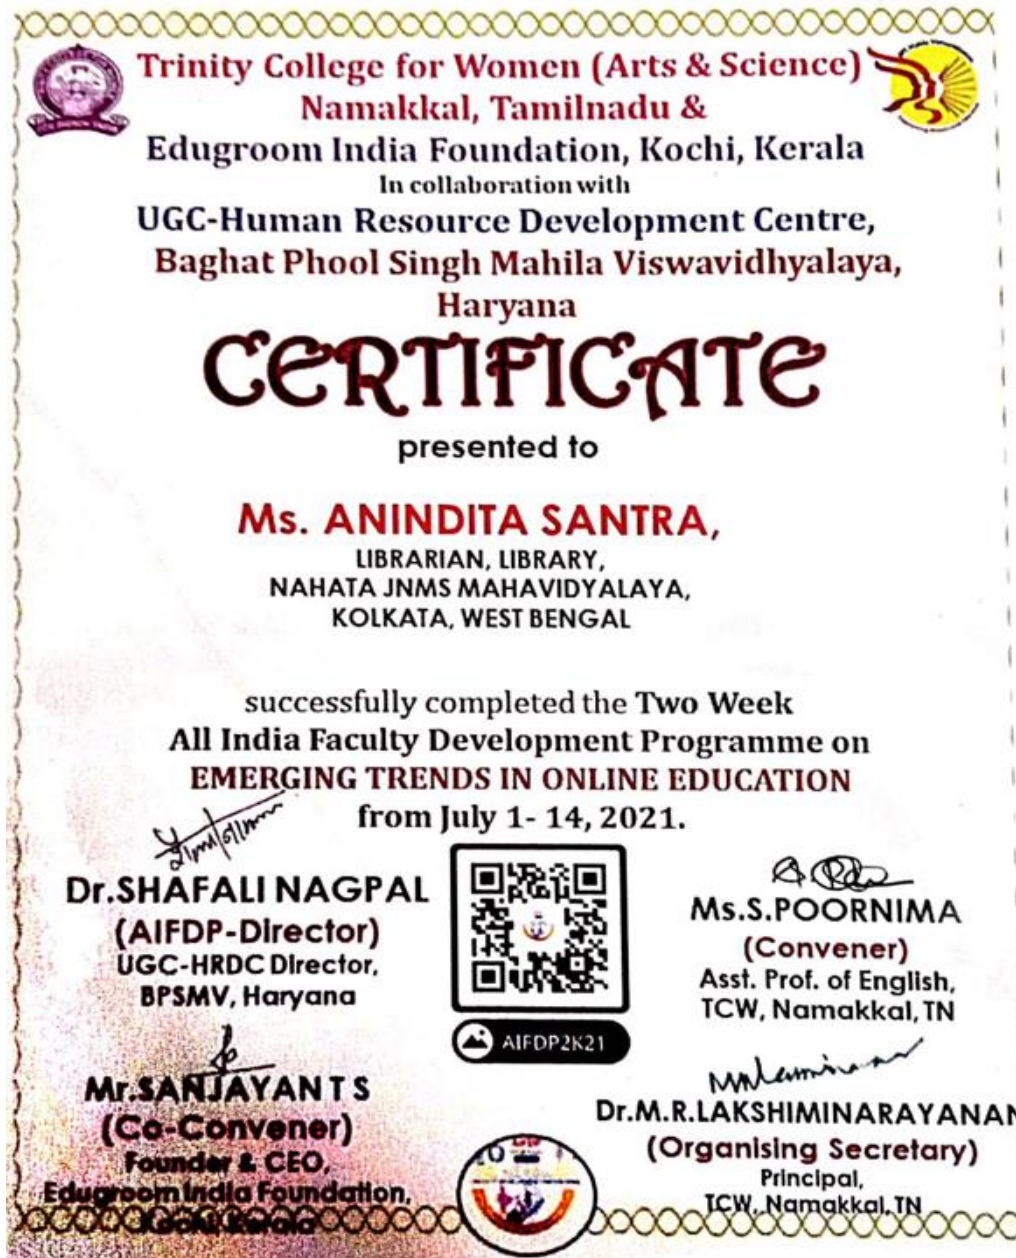 Trinity College for Women (Arts & Science)
Namakkal, Tamilnadu &
Edugroom India Foundation, Kochi, Kerala
In collaboration with
UGC-Human Resource Development Centre,
Baghat Phool Singh Mahila Viswavidhyalaya,
Haryana
CERTIFICATE
presented to
Ms. ANINDITA SANTRA,
LIBRARIAN, LIBRARY,
NAHATA JNMS MAHAVIDYALAYA,
KOLKATA, WEST BENGAL
successfully completed the Two Week
All India Faculty Development Programme on
EMERGING TRENDS IN ONLINE EDUCATION
from July 1- 14, 2021.
Dr.SHAFALI NAGPAL
(AIFDP-Director)
UGC-HRDC Director,
BPSMV, Haryana
AIFDP2K21
Ms.S.POORNIMA
(Convener)
Asst. Prof. of English,
TCW, Namakkal, TN
Mr.SANJAYAN T S
(Co-Convener)
Founder & CEO,
Edugroom India Foundation,
Kochi, Kerala
Dr.M.R.LAKSHIMINARAYANAN
(Organising Secretary)
Principal,
TCW, Namakkal, TN